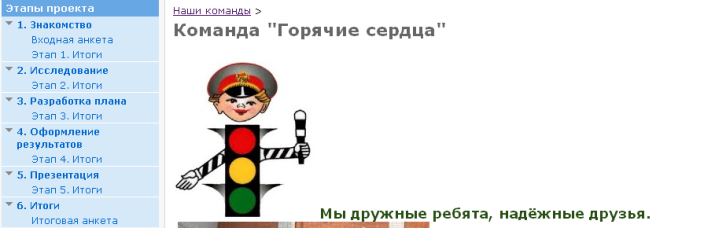 Этапы проекта
1. Знакомство
Входная анкета
Этап 1. Итоги
2. Исследование
Этап 2. Итоги
3. Разработка плана
Этап 3. Итоги
4. Оформление
результатов
Этап 4. Итоги
5. Презентация
Этап 5. Итоги
6. Итоги
Итоговая анкета
Наши команды >
Команда "Горячие сердца"
Мы дружные ребята, надёжные друзья.